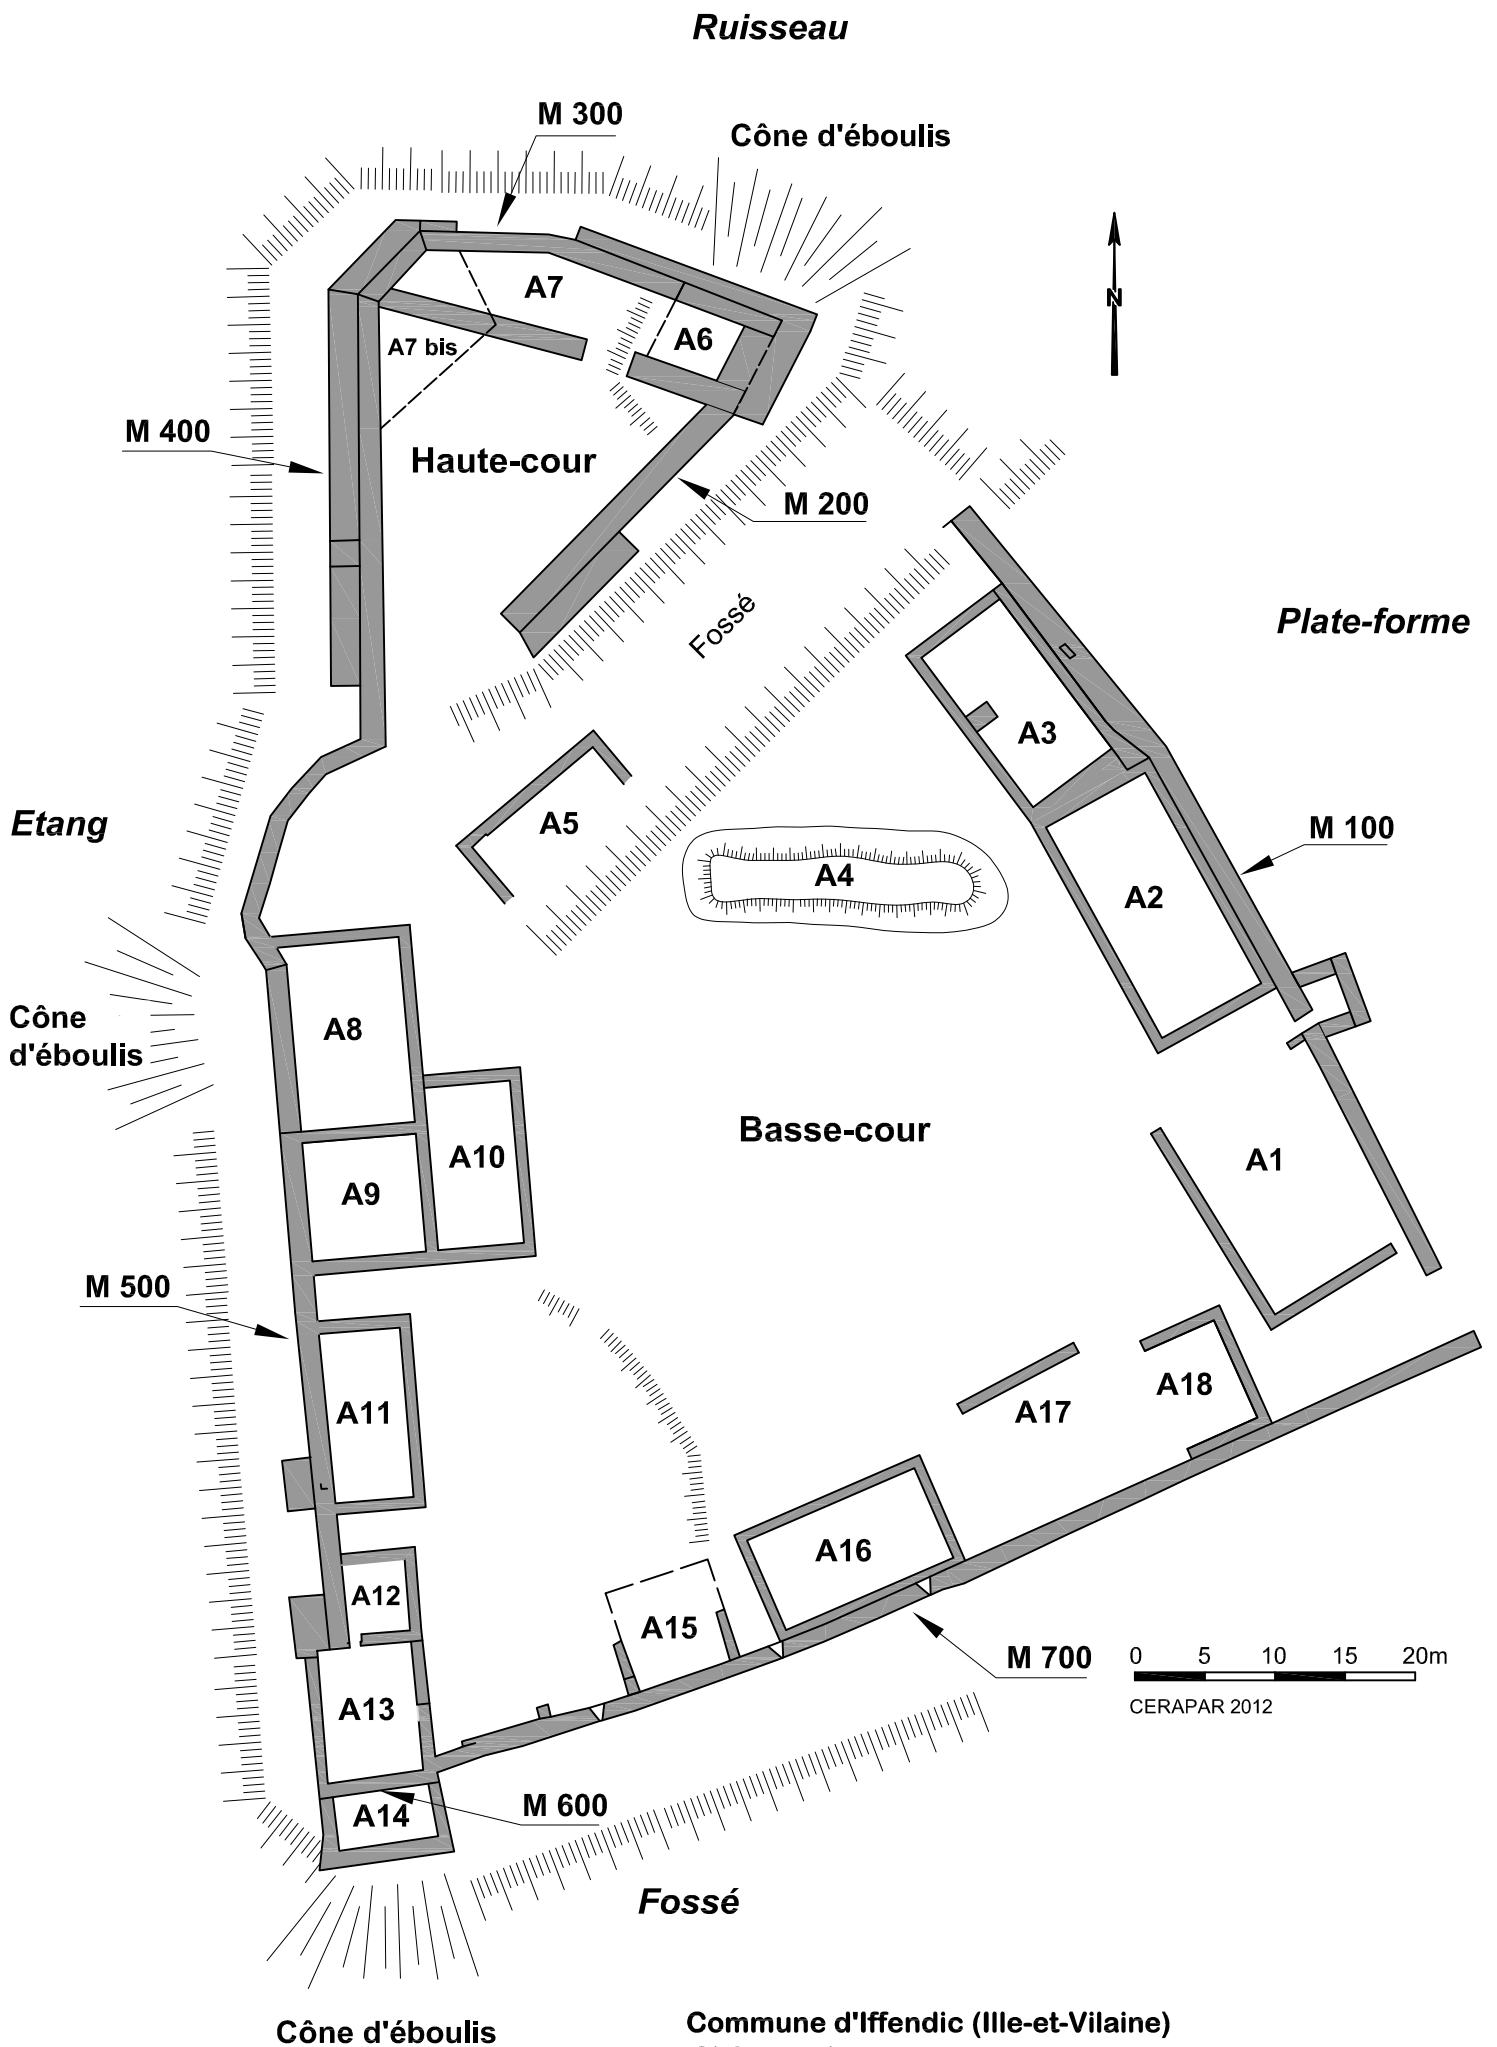 Ruisseau
M 300
Cône d'éboulis
A7
N
A6
A7 bis
M 400
Haute-cour
M 200
Fossé
Plate-forme
A3
Etang
A5
M 100
A4
A2
Cône
d'éboulis
A8
Basse-cour
A10
A1
A9
M 500
A11
A18
A17
A16
A12
A15
M 700
0 5 10 15 20m
A13
CERAPAR 2012
M 600
A14
Fossé
Cône d'éboulis
Commune d'Iffendic (Ille-et-Vilaine)